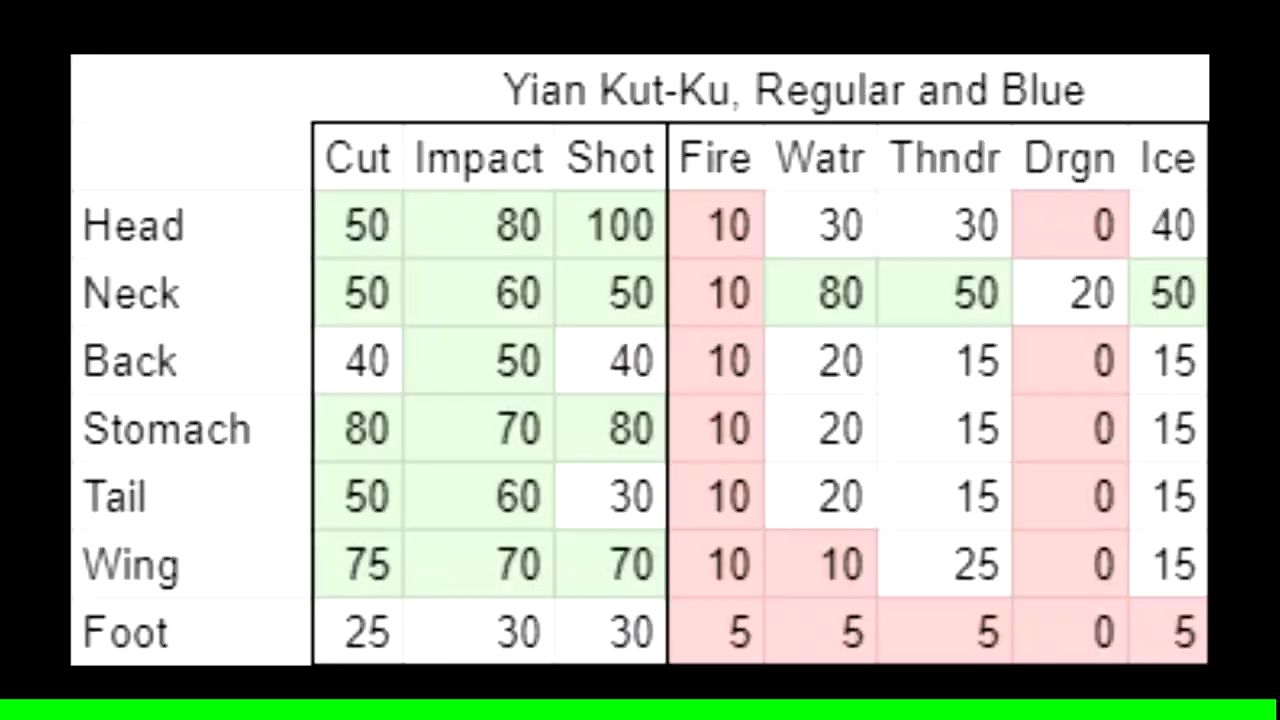 Yian Kut-Ku, Regular and Blue
Cut Impact Shot Fire Watr Thndr Drgn Ice
Head 50 80 100 10 30 30 0 40
Neck 50 60 50 10 80 50 20 50
Back 40 50 40 10 20 15 0 15
Stomach 80 70 80 10 20 15 0 15
Tail 50 60 30 10 20 15 0 15
Wing 75 70 70 10 10 25 0 15
Foot 25 30 30 5 5 5 0 5